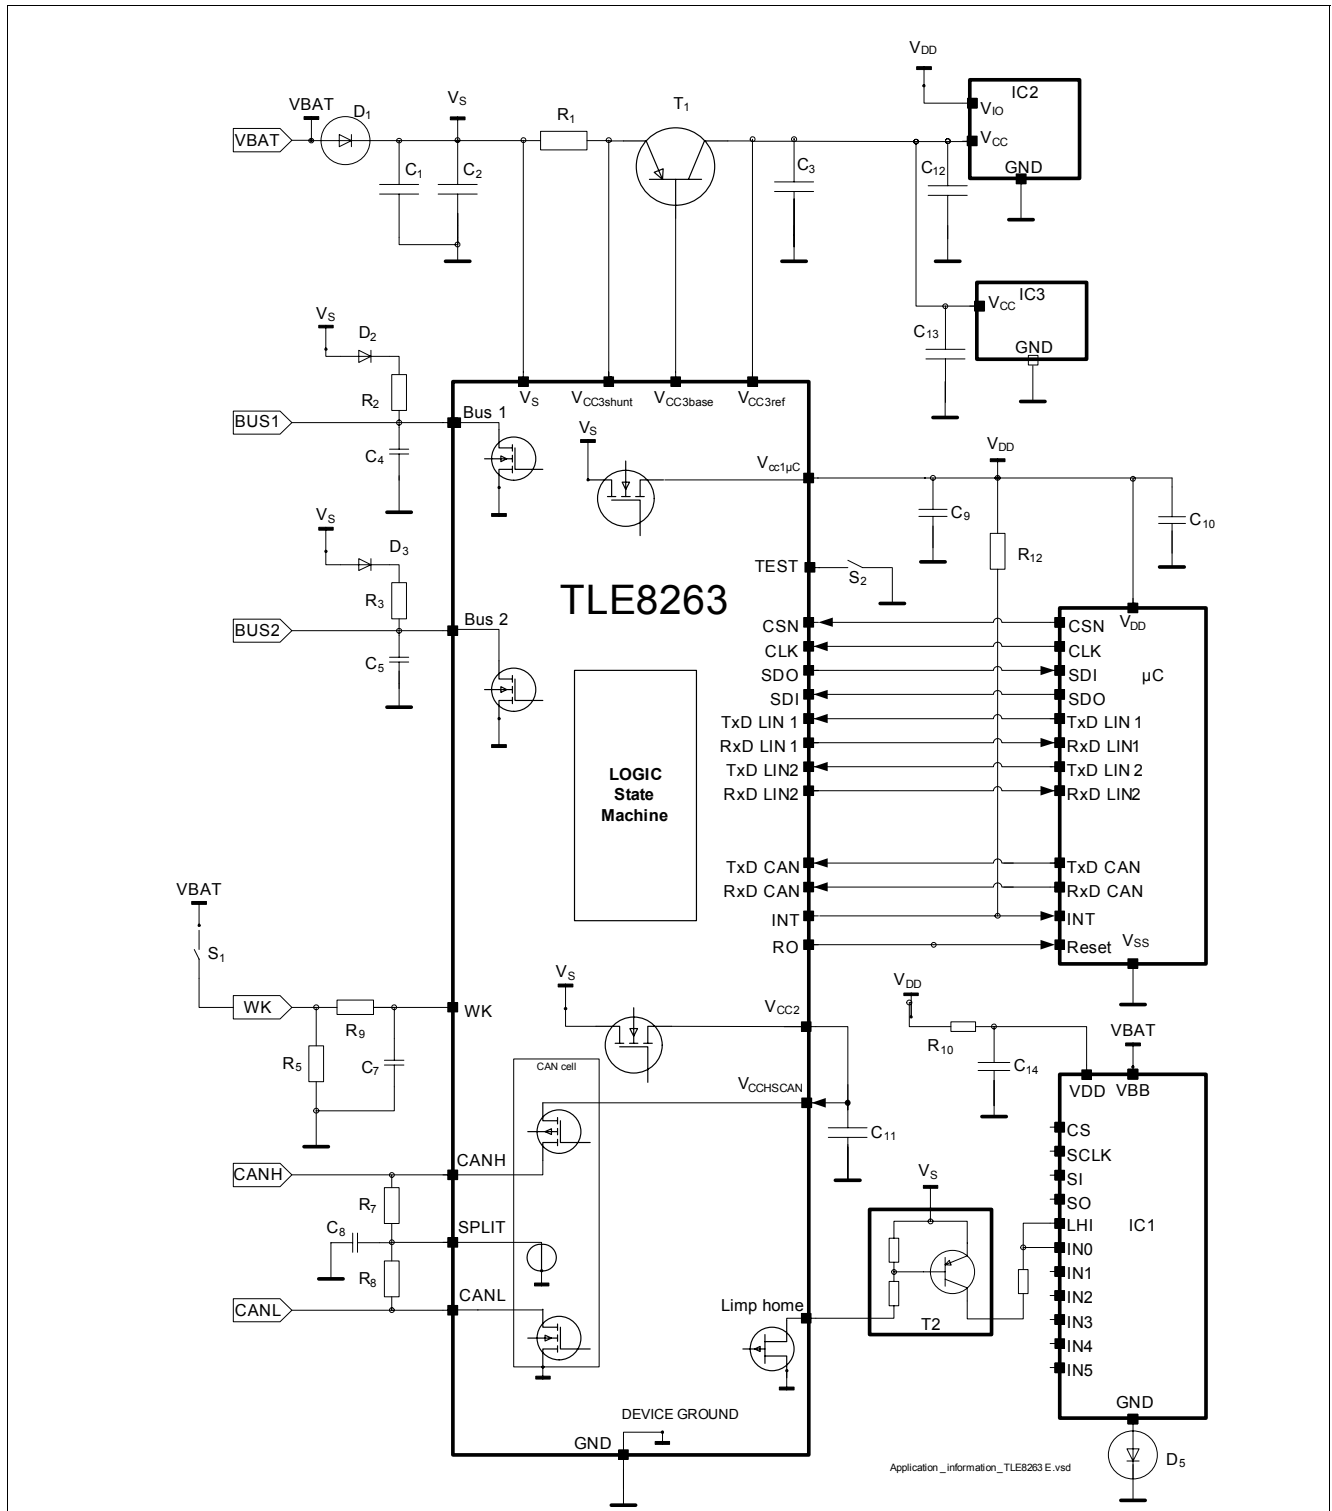 VDD
IC2
VIO
VCC
GND
VBAT
VBAT
D1
VS
R1
T1
C1
C2
C3
C12
IC3
VCC
GND
C13
VS
D2
R2
BUS1
C4
VS
D3
R3
BUS2
C5
VS
VCC3shunt
VCC3base
VCC3ref
Bus 1
VS
Vcc1µC
Bus 2
TLE8263
LOGIC
State
Machine
VDD
C9
C10
R12
TEST
S2
CSN
CLK
SDO
SDI
TxD LIN 1
RxD LIN 1
TxD LIN2
RxD LIN2
TxD CAN
RxD CAN
INT
RO
VDD
µC
CSN
CLK
SDI
SDO
TxD LIN 1
RxD LIN1
TxD LIN 2
RxD LIN2
TxD CAN
RxD CAN
INT
Reset
VSS
VBAT
S1
WK
R9
R5
C7
WK
VS
VCC2
CAN cell
VCCHSCAN
C11
CANH
CANH
R7
C8
SPLIT
R8
CANL
CANL
Limp home
DEVICE GROUND
GND
VS
T2
VDD
R10
C14
VBAT
VDD
VBB
CS
SCLK
SI
SO
LHI
IN0
IN1
IN2
IN3
IN4
IN5
IC1
GND
D5
Application_information_TLE8263E.vsd